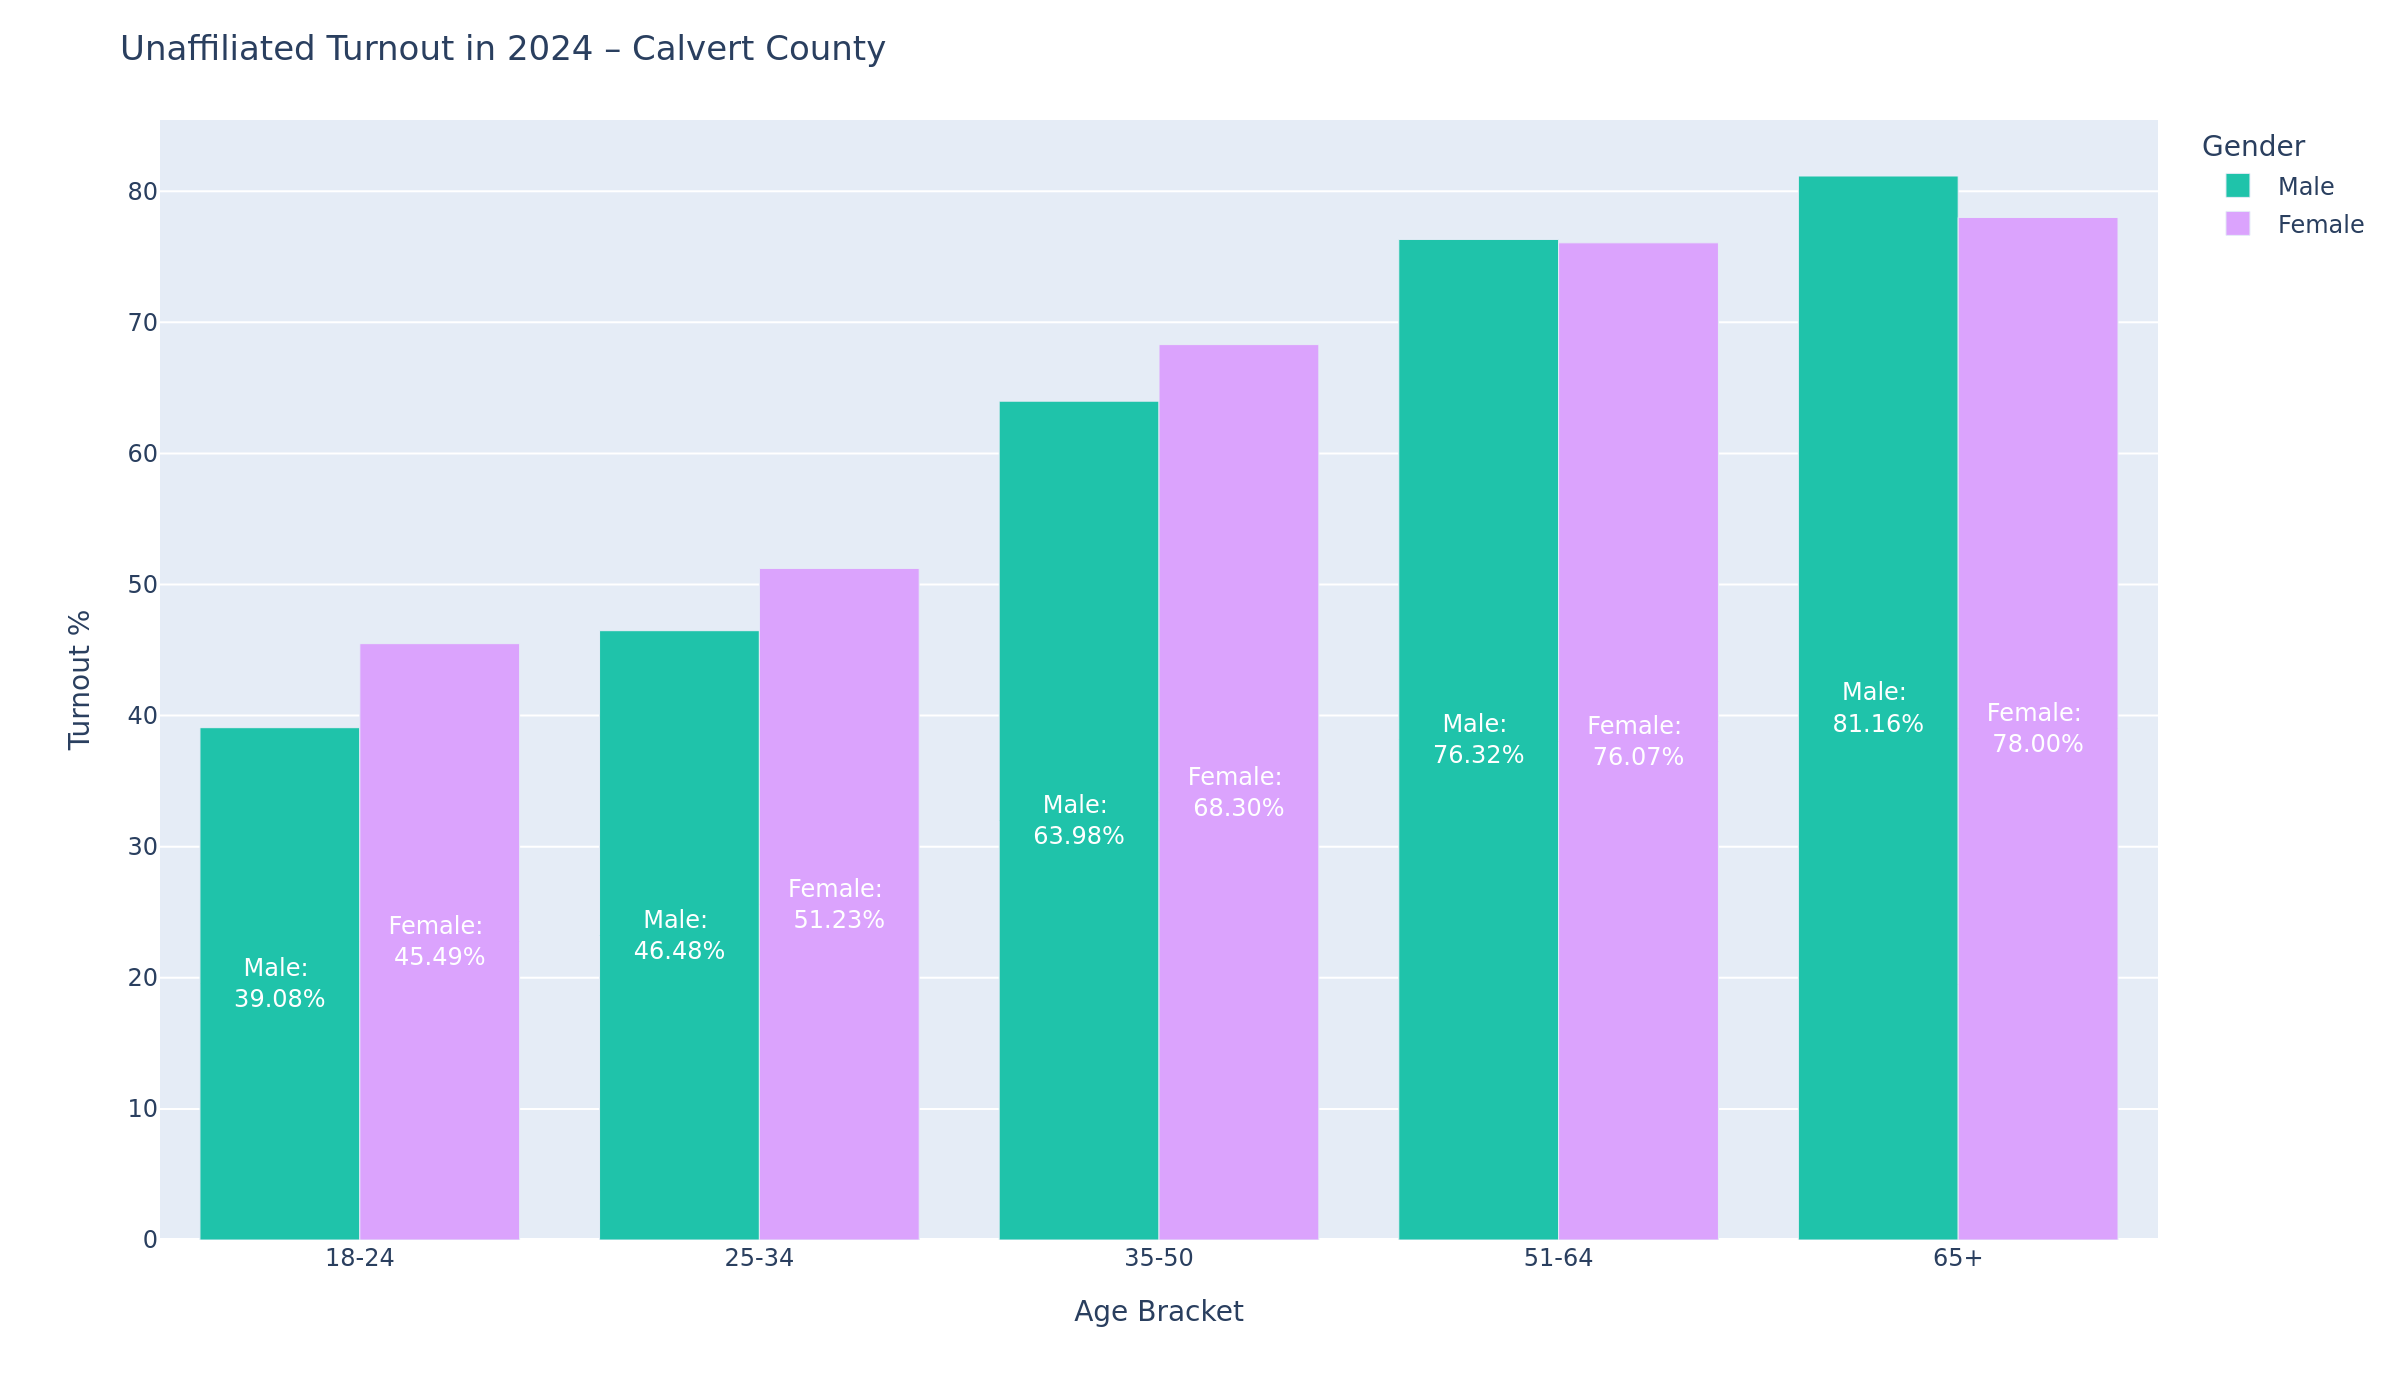 Unaffiliated Turnout in 2024 – Calvert County
Gender
Male
Female
Turnout %
80
70
60
50
40
30
20
10
0
Male:
39.08%
Female:
45.49%
Male:
46.48%
Female:
51.23%
Male:
63.98%
Female:
68.30%
Male:
76.32%
Female:
76.07%
Male:
81.16%
Female:
78.00%
18-24
25-34
35-50
51-64
65+
Age Bracket